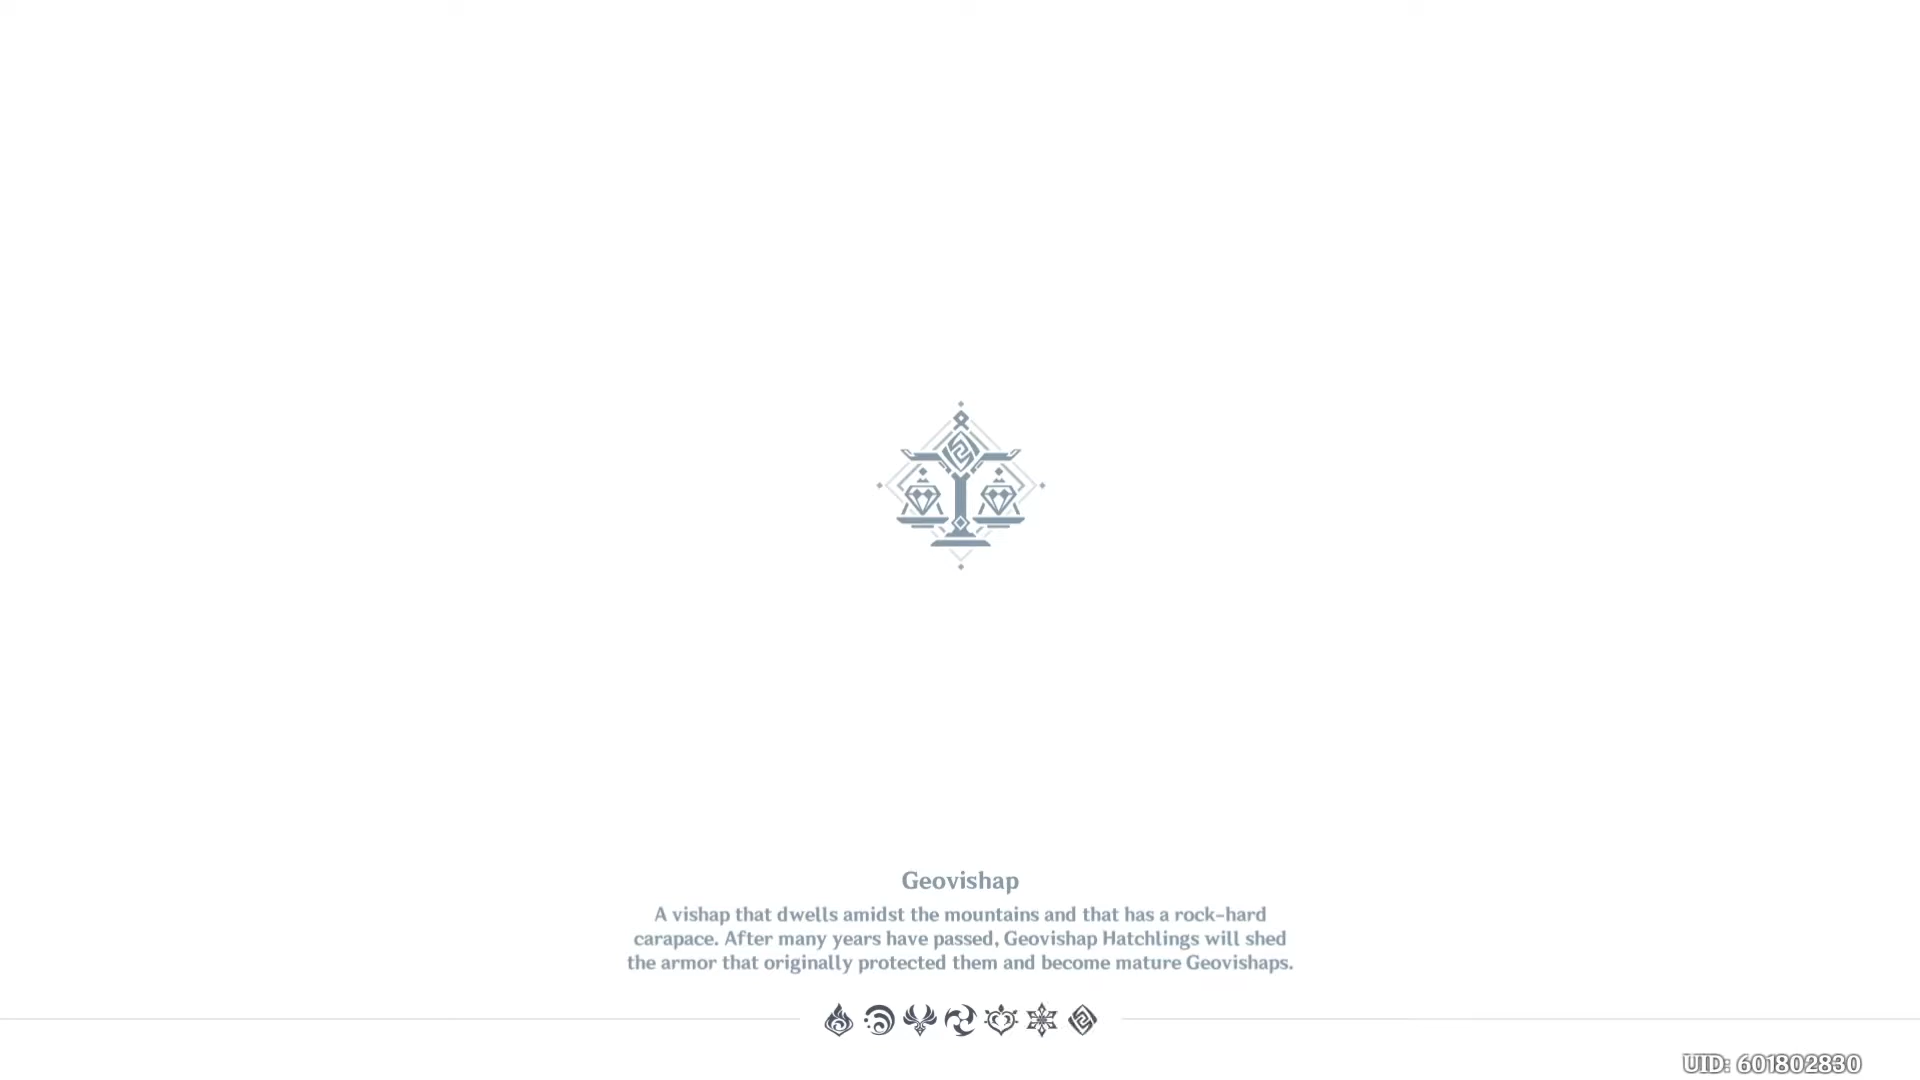 Geovishap
A vishap that dwells amidst the mountains and that has a rock-hard
carapace. After many years have passed, Geovishap Hatchlings will shed
the armor that originally protected them and become mature Geovishaps.
UID: 601802830